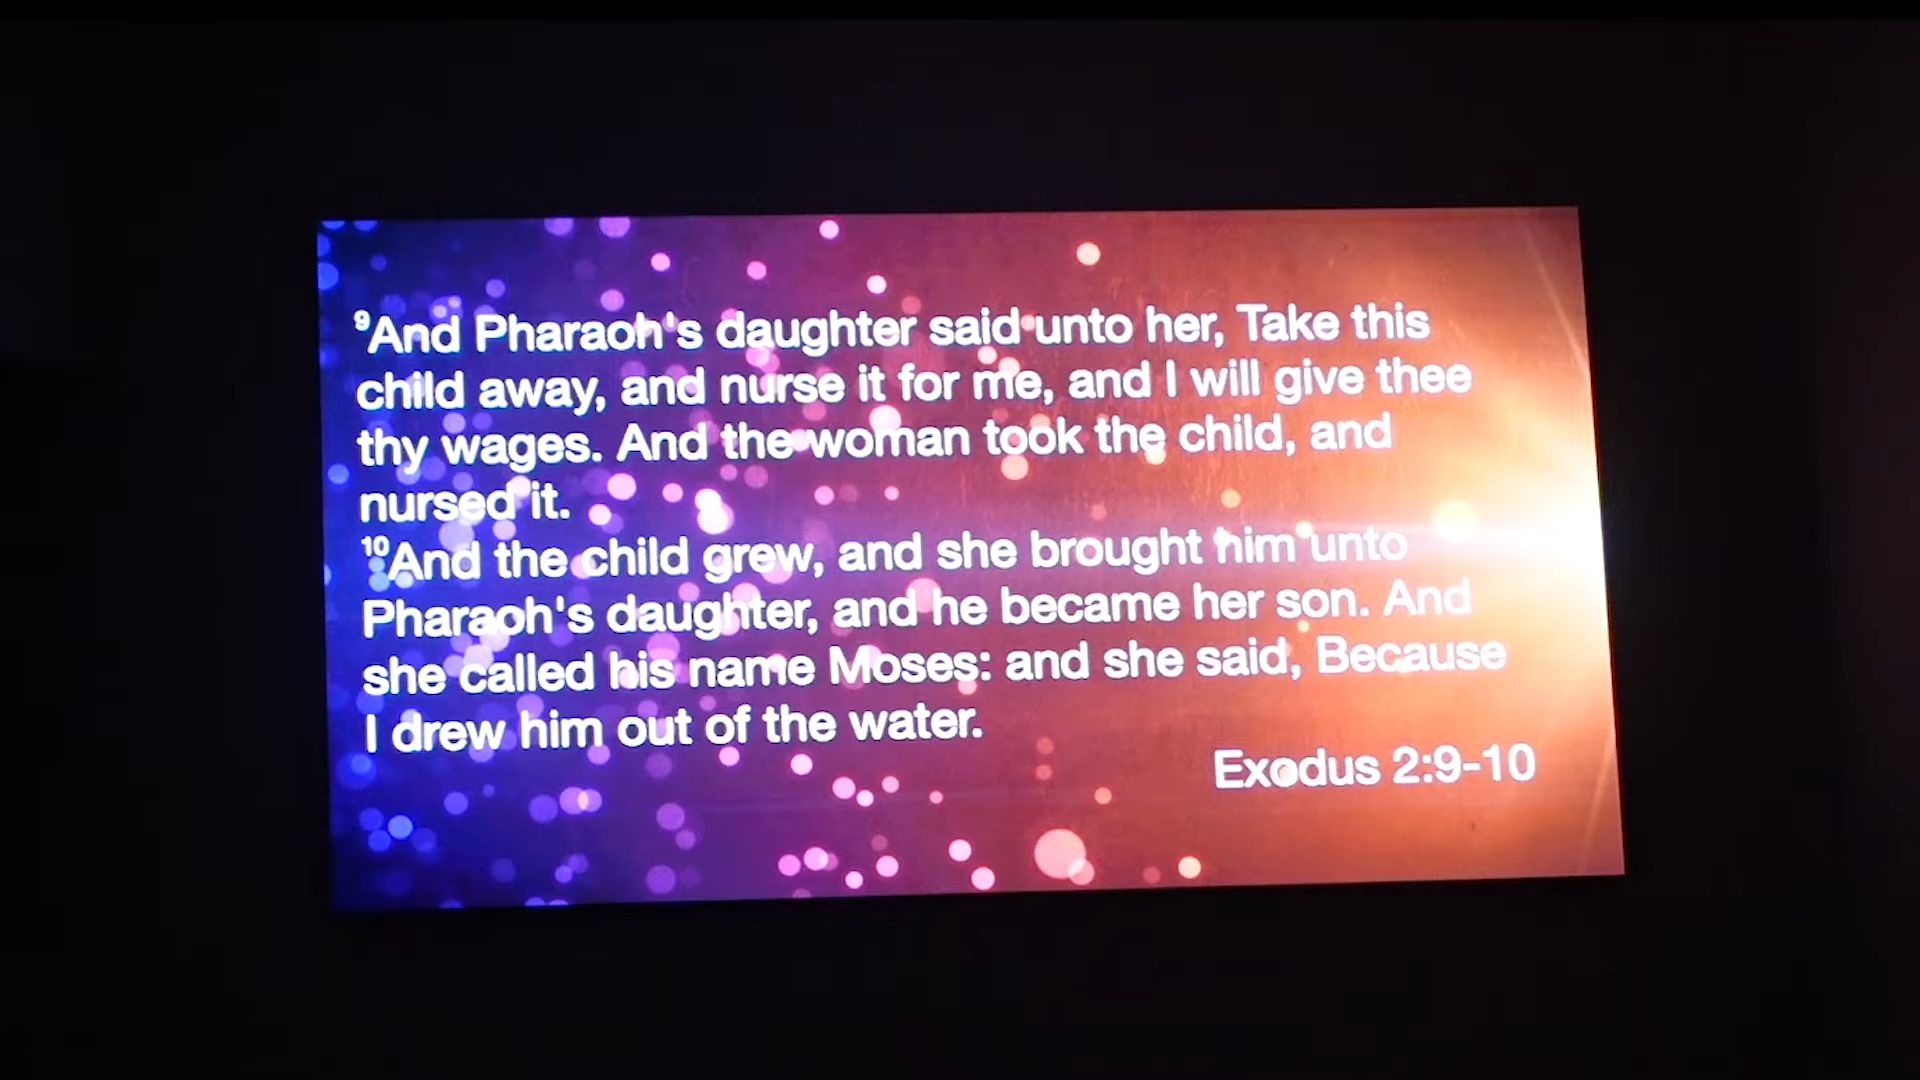 ⁹And Pharaoh's daughter said unto her, Take this
child away, and nurse it for me, and I will give thee
thy wages. And the woman took the child, and
nursed it.
¹⁰And the child grew, and she brought him unto
Pharaoh's daughter, and he became her son. And
she called his name Moses: and she said, Because
I drew him out of the water.
Exodus 2:9-10